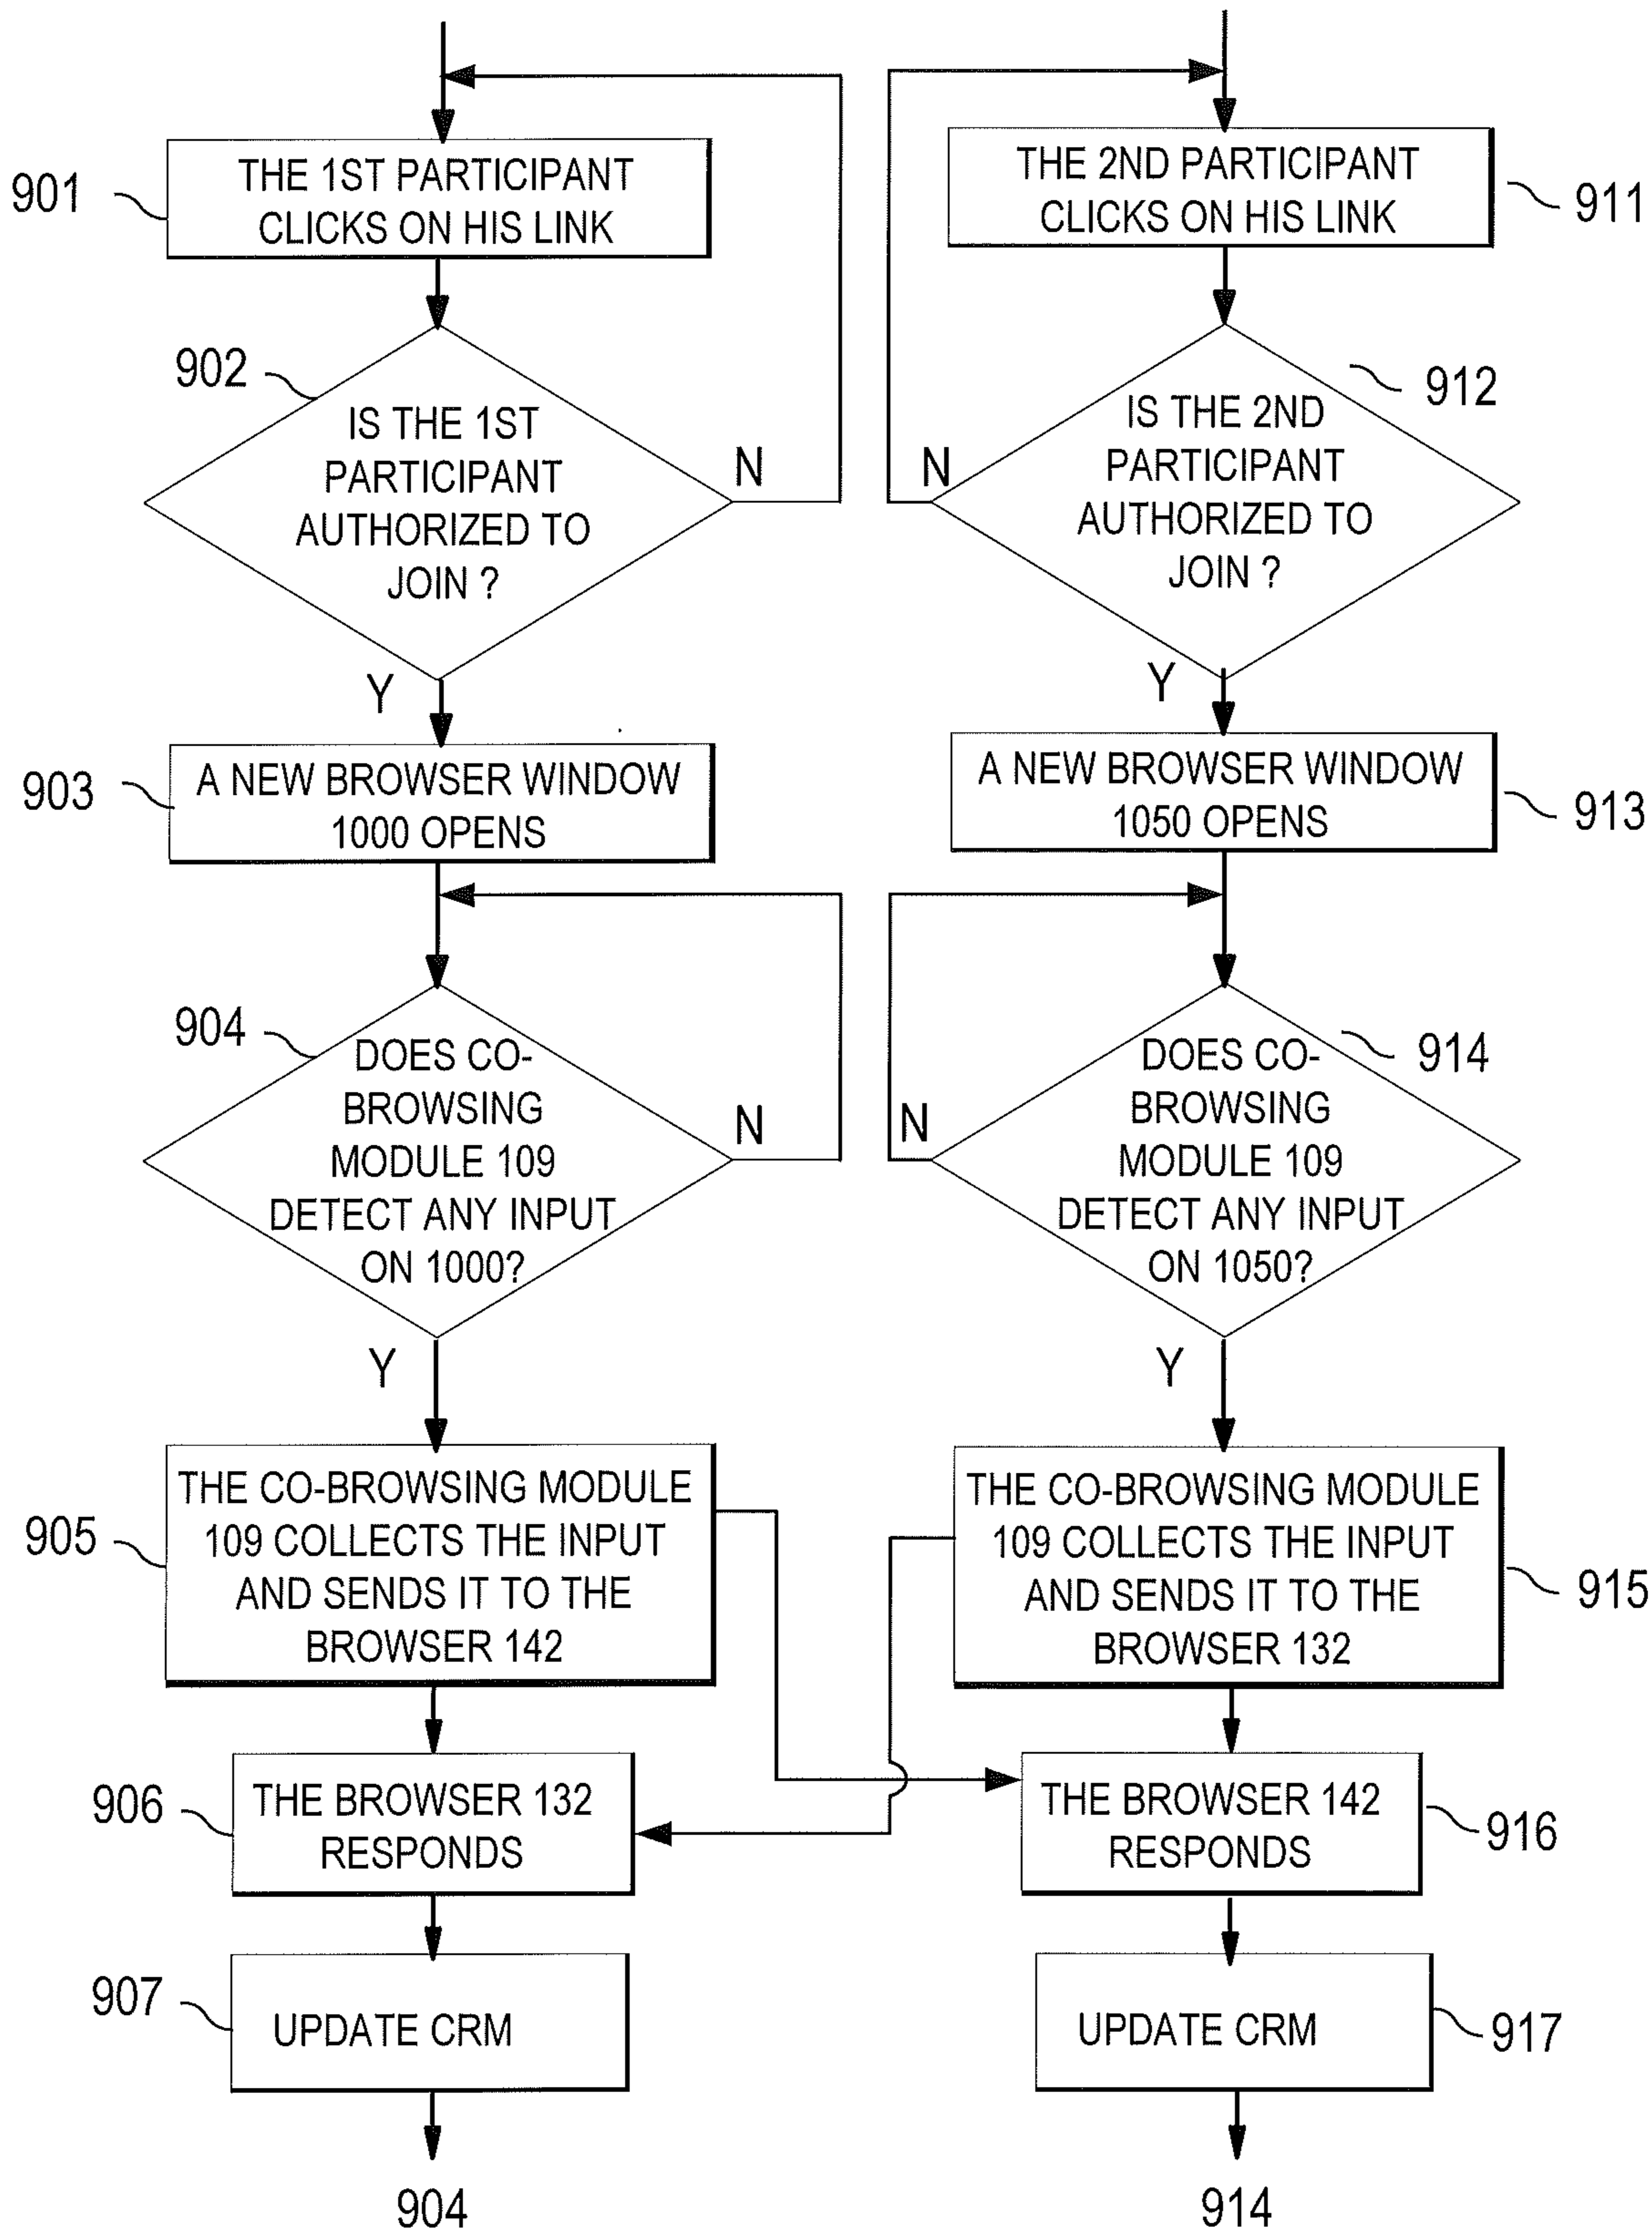 901
THE 1ST PARTICIPANT
CLICKS ON HIS LINK
902
IS THE 1ST
PARTICIPANT
AUTHORIZED TO
JOIN ?
N
Y
903
A NEW BROWSER WINDOW
1000 OPENS
904
DOES CO-
BROWSING
MODULE 109
DETECT ANY INPUT
ON 1000?
N
Y
905
THE CO-BROWSING MODULE
109 COLLECTS THE INPUT
AND SENDS IT TO THE
BROWSER 142
906
THE BROWSER 132
RESPONDS
907
UPDATE CRM
904
THE 2ND PARTICIPANT
CLICKS ON HIS LINK
911
912
IS THE 2ND
PARTICIPANT
AUTHORIZED TO
JOIN ?
N
Y
A NEW BROWSER WINDOW
1050 OPENS
913
914
DOES CO-
BROWSING
MODULE 109
DETECT ANY INPUT
ON 1050?
N
Y
THE CO-BROWSING MODULE
109 COLLECTS THE INPUT
AND SENDS IT TO THE
BROWSER 132
915
THE BROWSER 142
RESPONDS
916
UPDATE CRM
917
914